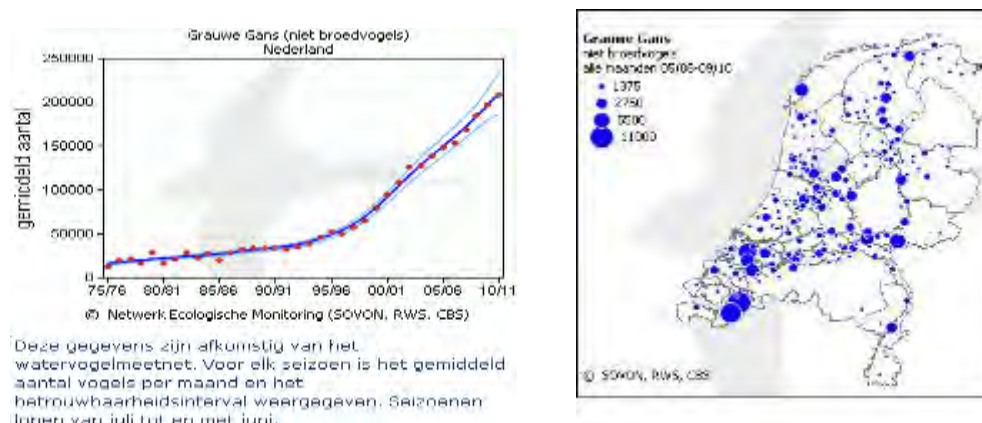 Grauwe Gans (niet broedvogels)
Nederland
250000
200000
150000
100000
50000
0
gemiddeld aantal
75/76 80/81 85/86 90/91 95/96 00/01 05/06 10/11
© Netwerk Ecologische Monitoring (SOVON, RWS, CBS)
Deze gegevens zijn afkomstig van het
watervogelmeetnet. Voor elk seizoen is het gemiddeld
aantal vogels per maand en het
betrouwbaarheidsinterval weergegeven. Seizoenen
lopen van juli tot en met juni.
Grauwe Gans
niet broedvogels
alle maanden 05/06-09/10
1375
2750
5500
11000
© SOVON, RWS, CBS